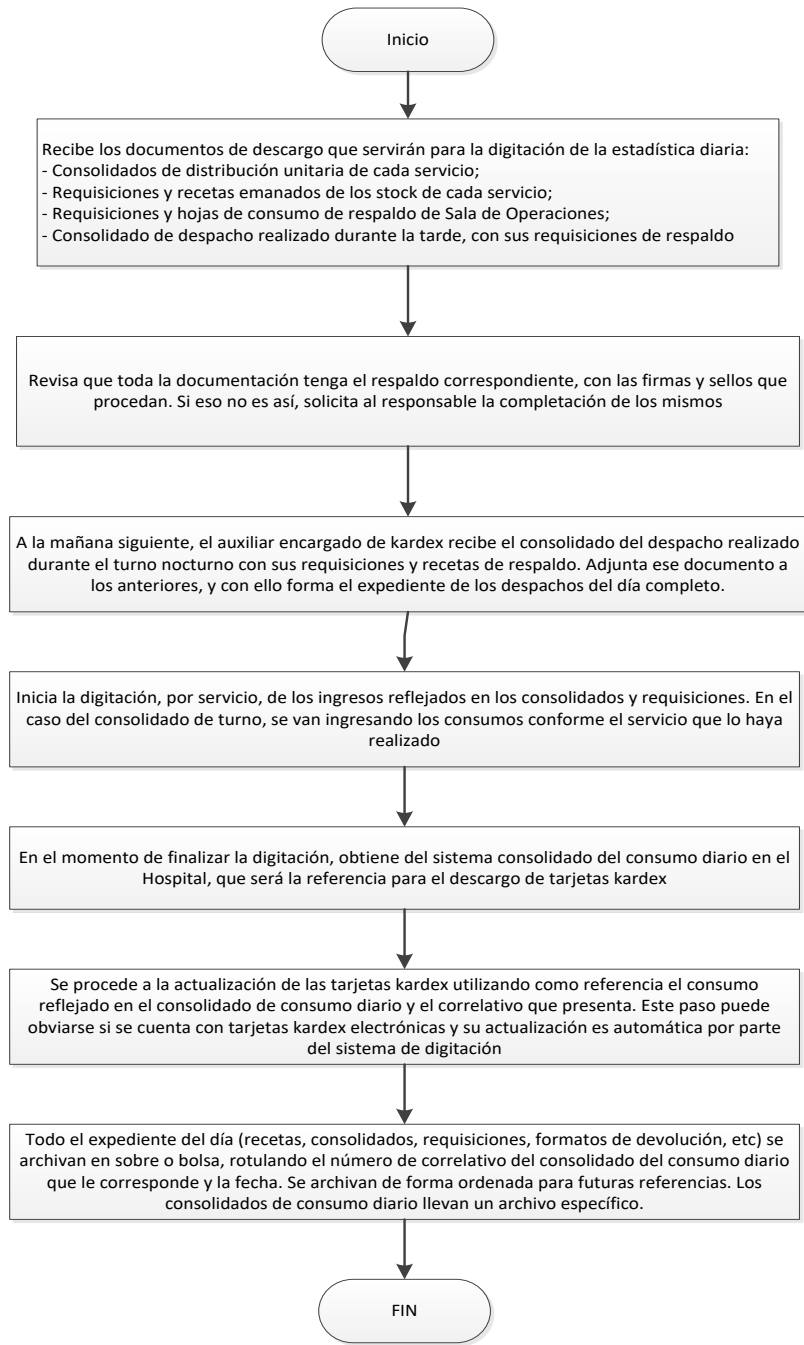 Inicio
Recibe los documentos de descargo que servirán para la digitación de la estadística diaria:
- Consolidados de distribución unitaria de cada servicio;
- Requisiciones y recetas emanados de los stock de cada servicio;
- Requisiciones y hojas de consumo de respaldo de Sala de Operaciones;
- Consolidado de despacho realizado durante la tarde, con sus requisiciones de respaldo
Revisa que toda la documentación tenga el respaldo correspondiente, con las firmas y sellos que
procedan. Si eso no es así, solicita al responsable la completación de los mismos
A la mañana siguiente, el auxiliar encargado de kardex recibe el consolidado del despacho realizado
durante el turno nocturno con sus requisiciones y recetas de respaldo. Adjunta ese documento a
los anteriores, y con ello forma el expediente de los despachos del día completo.
Inicia la digitación, por servicio, de los ingresos reflejados en los consolidados y requisiciones. En el
caso del consolidado de turno, se van ingresando los consumos conforme el servicio que lo haya
realizado
En el momento de finalizar la digitación, obtiene del sistema consolidado del consumo diario en el
Hospital, que será la referencia para el descargo de tarjetas kardex
Se procede a la actualización de las tarjetas kardex utilizando como referencia el consumo
reflejado en el consolidado de consumo diario y el correlativo que presenta. Este paso puede
obviarse si se cuenta con tarjetas kardex electrónicas y su actualización es automática por parte
del sistema de digitación
Todo el expediente del día (recetas, consolidados, requisiciones, formatos de devolución, etc) se
archivan en sobre o bolsa, rotulando el número de correlativo del consolidado del consumo diario
que le corresponde y la fecha. Se archivan de forma ordenada para futuras referencias. Los
consolidados de consumo diario llevan un archivo específico.
FIN